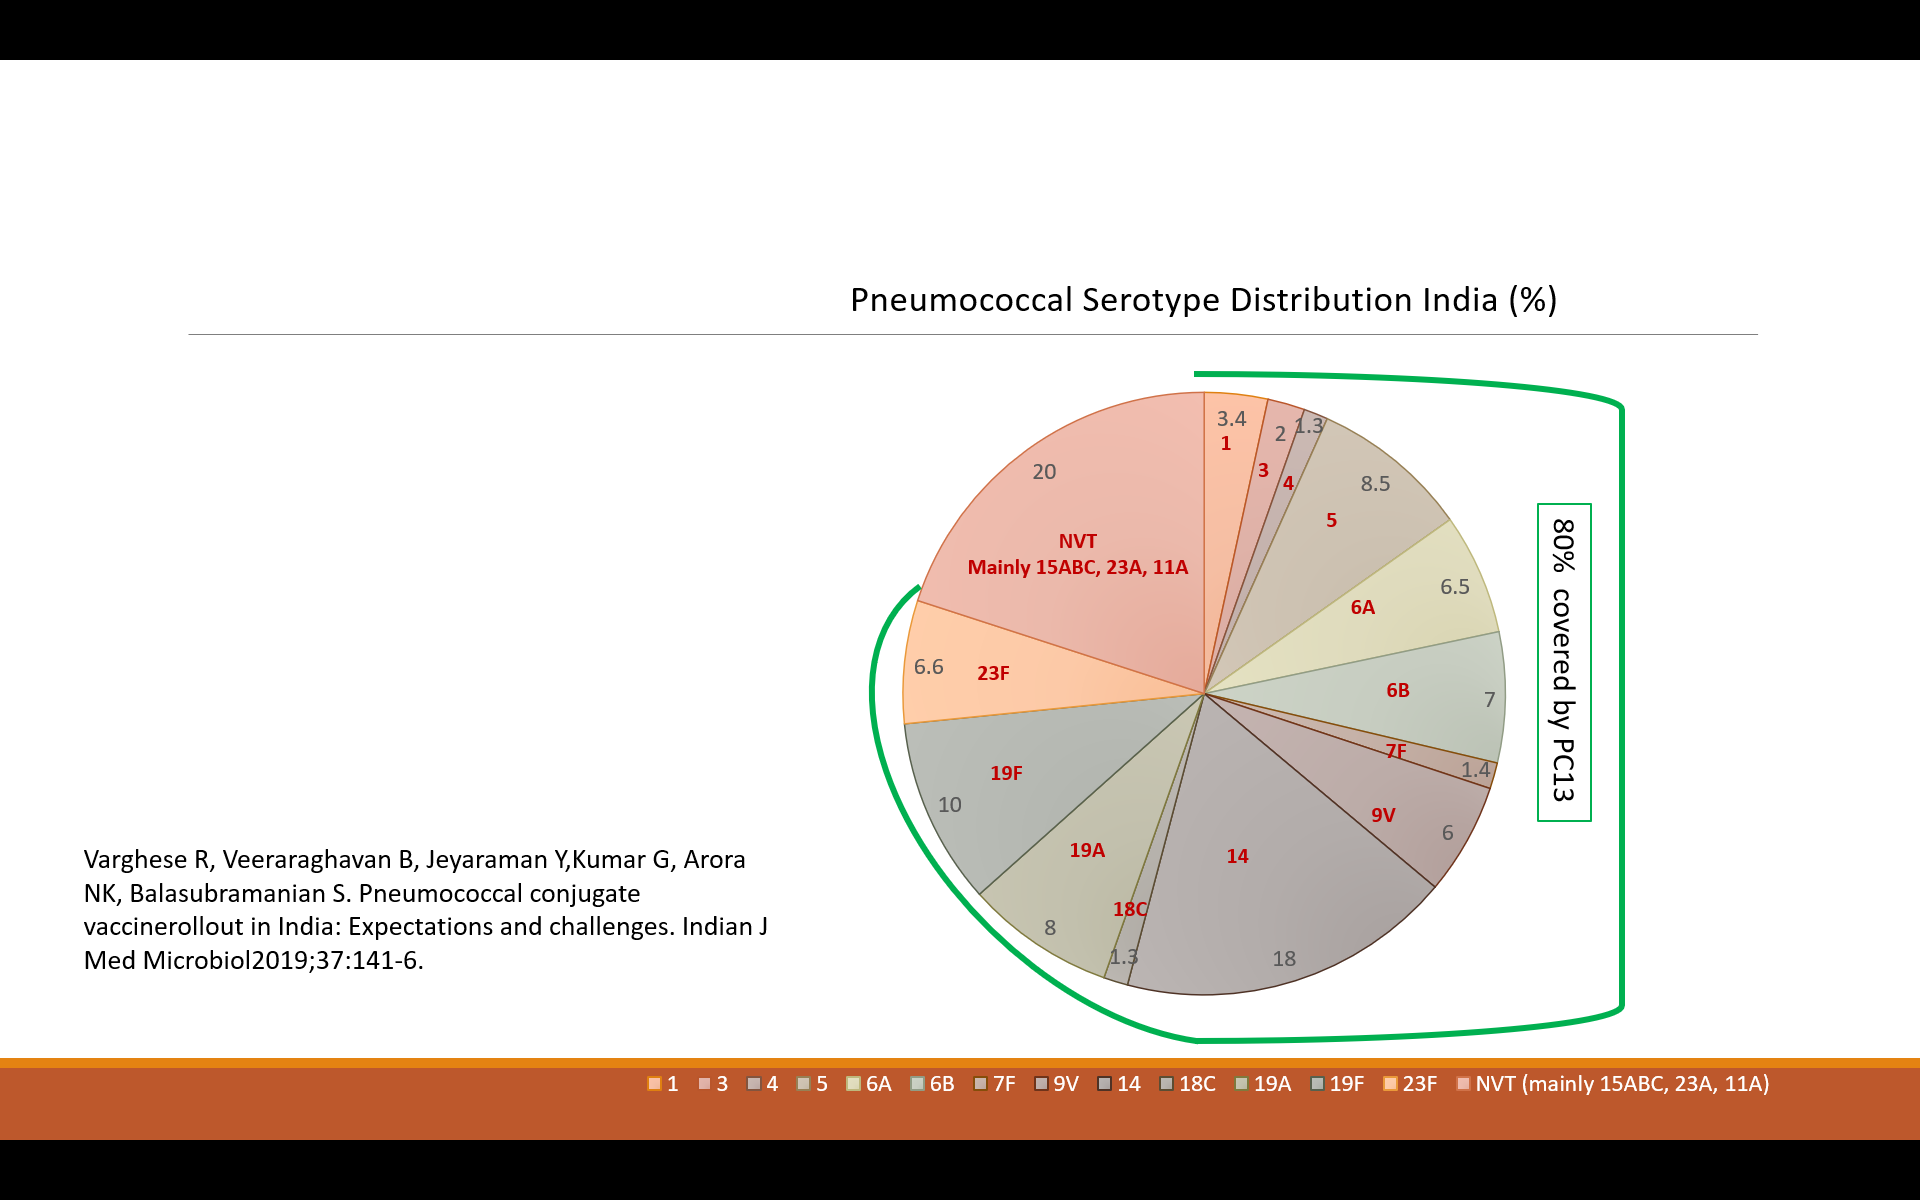 Pneumococcal Serotype Distribution India (%)
3.4
1
2
3
1.3
4
8.5
5
6.5
6A
6B
7
7F
1.4
9V
6
14
18
18C
1.3
19A
8
19F
10
23F
6.6
20
NVT
Mainly 15ABC, 23A, 11A
80% covered by PC13
Varghese R, Veeraraghavan B, Jeyaraman Y,Kumar G, Arora
NK, Balasubramanian S. Pneumococcal conjugate
vaccinerollout in India: Expectations and challenges. Indian J
Med Microbiol2019;37:141-6.
1 3 4 5 6A 6B 7F 9V 14 18C 19A 19F 23F NVT (mainly 15ABC, 23A, 11A)